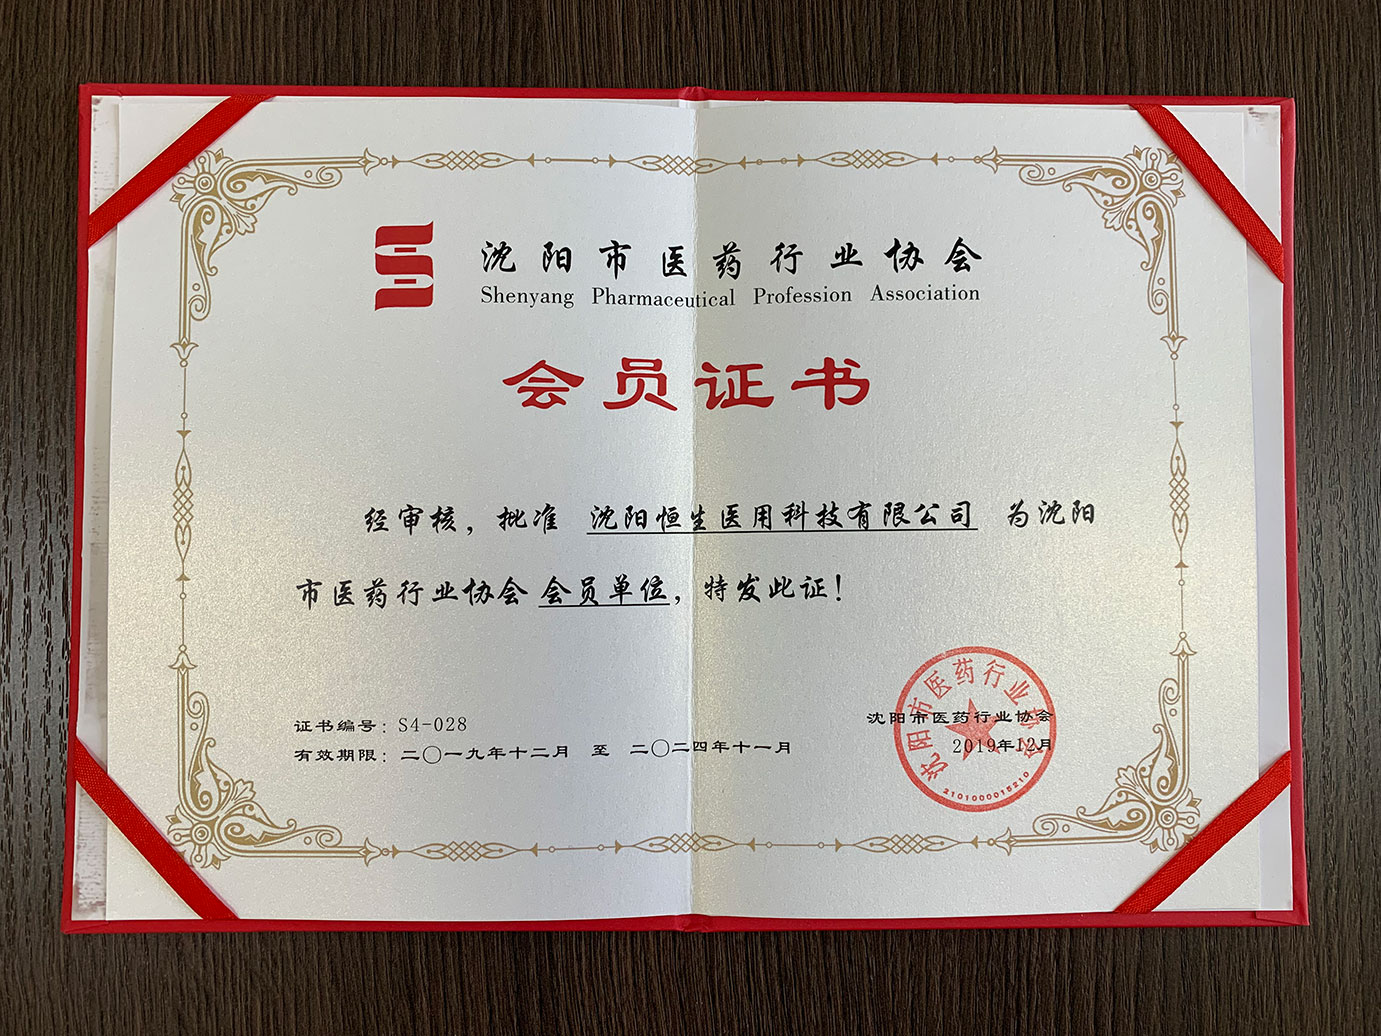 沈阳市医药行业协会
Shenyang Pharmaceutical Profession Association
会员证书
经审核，批准 沈阳恒生医用科技有限公司 为沈阳
市医药行业协会 会员单位，特发此证！
证书编号：S4-028
有效期限：二〇一九年十二月 至 二〇二四年十一月
沈阳市医药行业协会
2019年12月
沈阳市医药行业协会
2101000015210